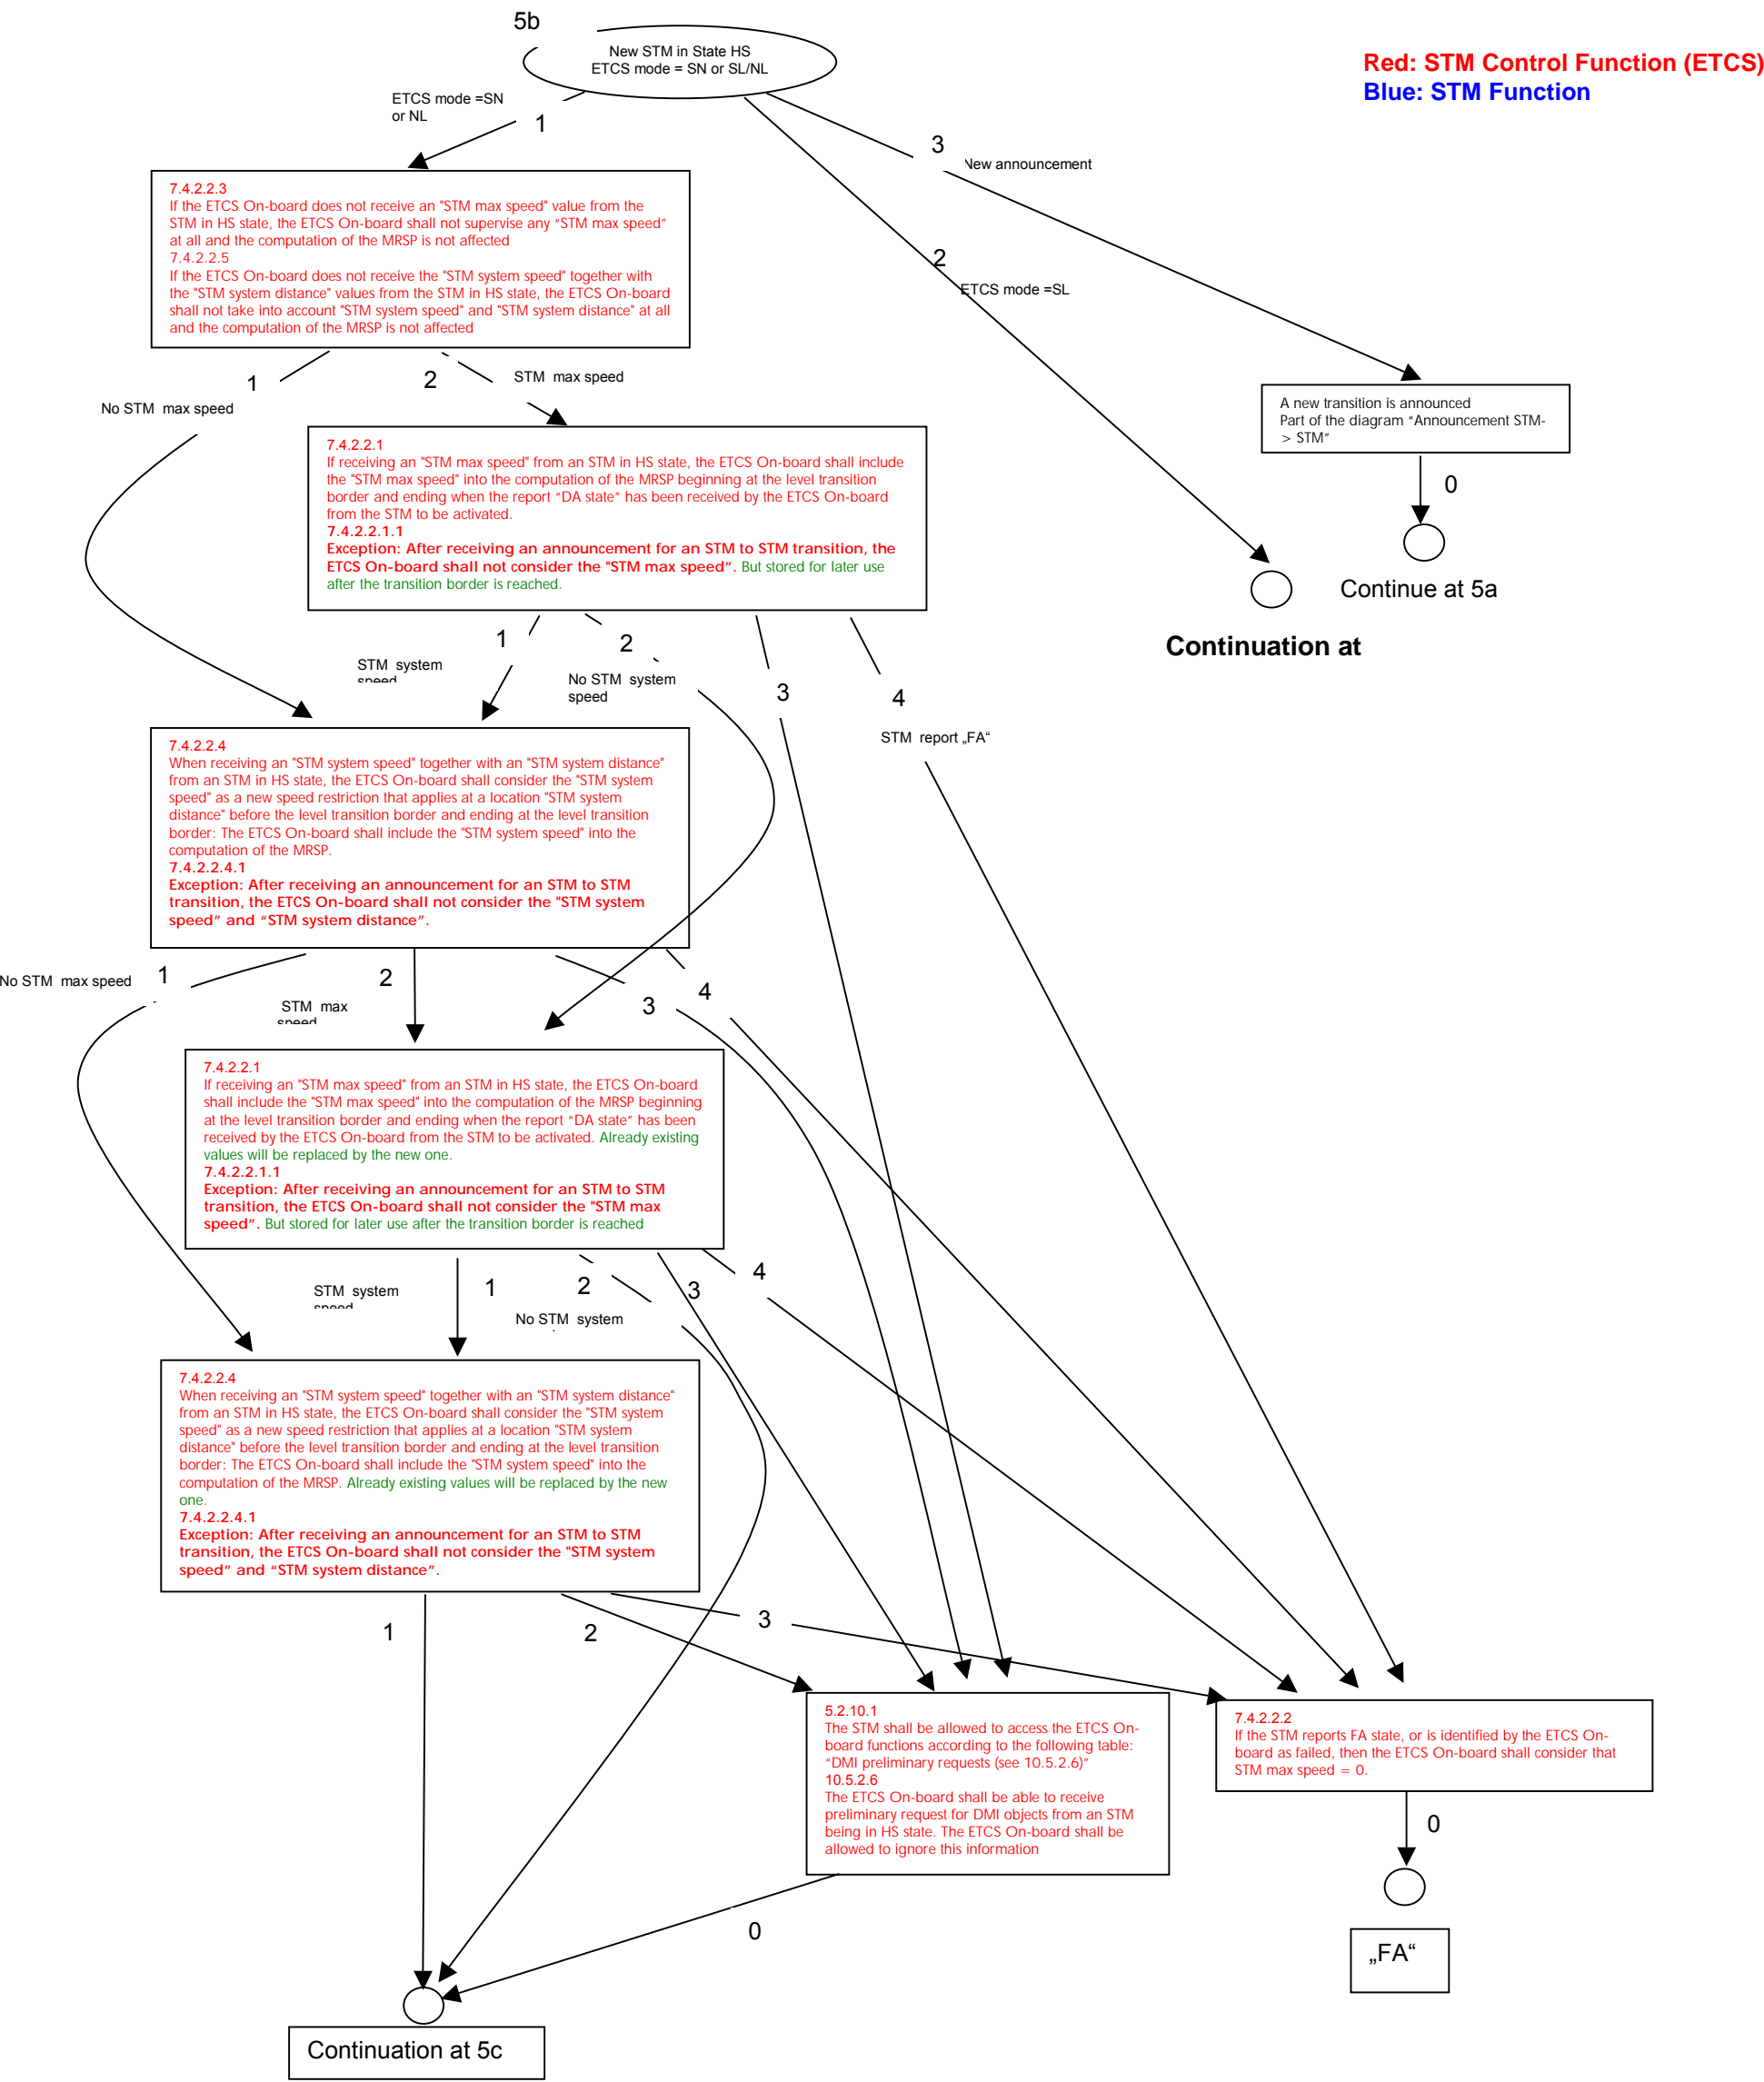 5b
New STM in State HS
ETCS mode = SN or SL/NL
Red: STM Control Function (ETCS)
Blue: STM Function
ETCS mode =SN
or NL
1
3
New announcement
2
ETCS mode =SL
7.4.2.2.3
If the ETCS On-board does not receive an "STM max speed" value from the
STM in HS state, the ETCS On-board shall not supervise any “STM max speed”
at all and the computation of the MRSP is not affected
7.4.2.2.5
If the ETCS On-board does not receive the "STM system speed" together with
the "STM system distance" values from the STM in HS state, the ETCS On-board
shall not take into account "STM system speed" and "STM system distance" at all
and the computation of the MRSP is not affected
1
2
STM max speed
No STM max speed
A new transition is announced
Part of the diagram “Announcement STM-
> STM”
0
Continue at 5a
Continuation at
7.4.2.2.1
If receiving an "STM max speed" from an STM in HS state, the ETCS On-board shall include
the "STM max speed" into the computation of the MRSP beginning at the level transition
border and ending when the report “DA state” has been received by the ETCS On-board
from the STM to be activated.
7.4.2.2.1.1
Exception: After receiving an announcement for an STM to STM transition, the
ETCS On-board shall not consider the "STM max speed”. But stored for later use
after the transition border is reached.
1
2
STM system
speed
No STM system
speed
3
4
STM report „FA“
7.4.2.2.4
When receiving an "STM system speed" together with an "STM system distance"
from an STM in HS state, the ETCS On-board shall consider the "STM system
speed" as a new speed restriction that applies at a location "STM system
distance" before the level transition border and ending at the level transition
border: The ETCS On-board shall include the "STM system speed" into the
computation of the MRSP.
7.4.2.2.4.1
Exception: After receiving an announcement for an STM to STM
transition, the ETCS On-board shall not consider the "STM system
speed” and “STM system distance”.
No STM max speed
1
2
STM max
speed
3
4
7.4.2.2.1
If receiving an "STM max speed" from an STM in HS state, the ETCS On-board
shall include the "STM max speed" into the computation of the MRSP beginning
at the level transition border and ending when the report “DA state” has been
received by the ETCS On-board from the STM to be activated. Already existing
values will be replaced by the new one.
7.4.2.2.1.1
Exception: After receiving an announcement for an STM to STM
transition, the ETCS On-board shall not consider the "STM max
speed”. But stored for later use after the transition border is reached
STM system
speed
1
2
No STM system
3
4
7.4.2.2.4
When receiving an "STM system speed" together with an "STM system distance"
from an STM in HS state, the ETCS On-board shall consider the "STM system
speed" as a new speed restriction that applies at a location "STM system
distance" before the level transition border and ending at the level transition
border: The ETCS On-board shall include the "STM system speed" into the
computation of the MRSP. Already existing values will be replaced by the new
one.
7.4.2.2.4.1
Exception: After receiving an announcement for an STM to STM
transition, the ETCS On-board shall not consider the "STM system
speed” and “STM system distance”.
1
2
3
5.2.10.1
The STM shall be allowed to access the ETCS On-
board functions according to the following table:
“DMI preliminary requests (see 10.5.2.6)”
10.5.2.6
The ETCS On-board shall be able to receive
preliminary request for DMI objects from an STM
being in HS state. The ETCS On-board shall be
allowed to ignore this information
7.4.2.2.2
If the STM reports FA state, or is identified by the ETCS On-
board as failed, then the ETCS On-board shall consider that
STM max speed = 0.
0
0
„FA“
Continuation at 5c